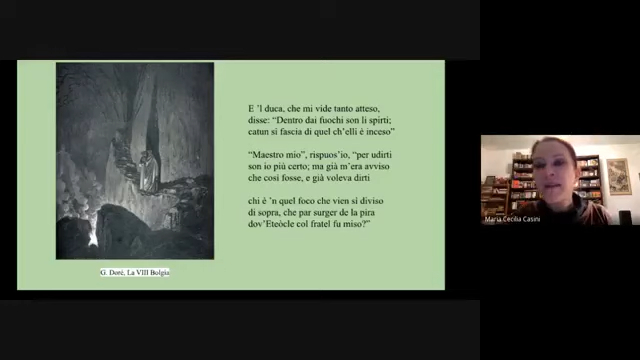 E 'l duca, che mi vide tanto atteso,
disse: “Dentro dai fuochi son li spirti;
catun si fascia di quel ch'elli è inceso”
“Maestro mio”, rispuos'io, “per udirti
son io più certo; ma già m'era avviso
che così fosse, e già voleva dirti
chi è 'n quel foco che vien sì diviso
di sopra, che par surger de la pira
dov'Eteòcle col fratel fu miso?”
G. Doré, La VIII Bolgia
Maria Cecilia Casini